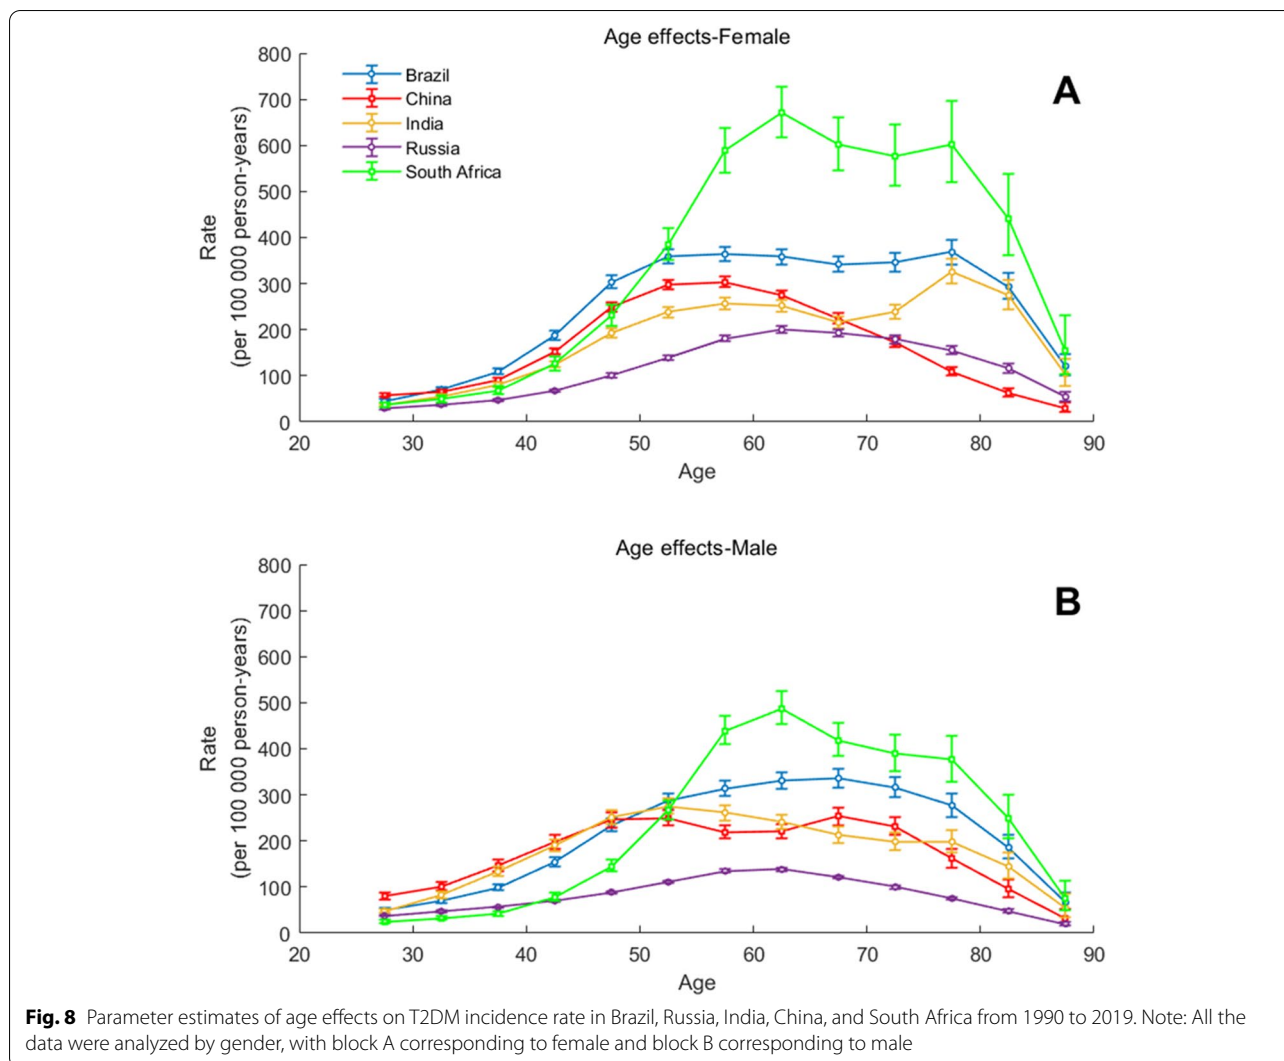 Age effects-Female
A
800
700
600
500
400
300
200
100
0
Rate
(per 100 000 person-years)
Brazil
China
India
Russia
South Africa
20 30 40 50 60 70 80 90
Age
Age effects-Male
B
800
700
600
500
400
300
200
100
0
Rate
(per 100 000 person-years)
20 30 40 50 60 70 80 90
Age
Fig. 8 Parameter estimates of age effects on T2DM incidence rate in Brazil, Russia, India, China, and South Africa from 1990 to 2019. Note: All the
data were analyzed by gender, with block A corresponding to female and block B corresponding to male